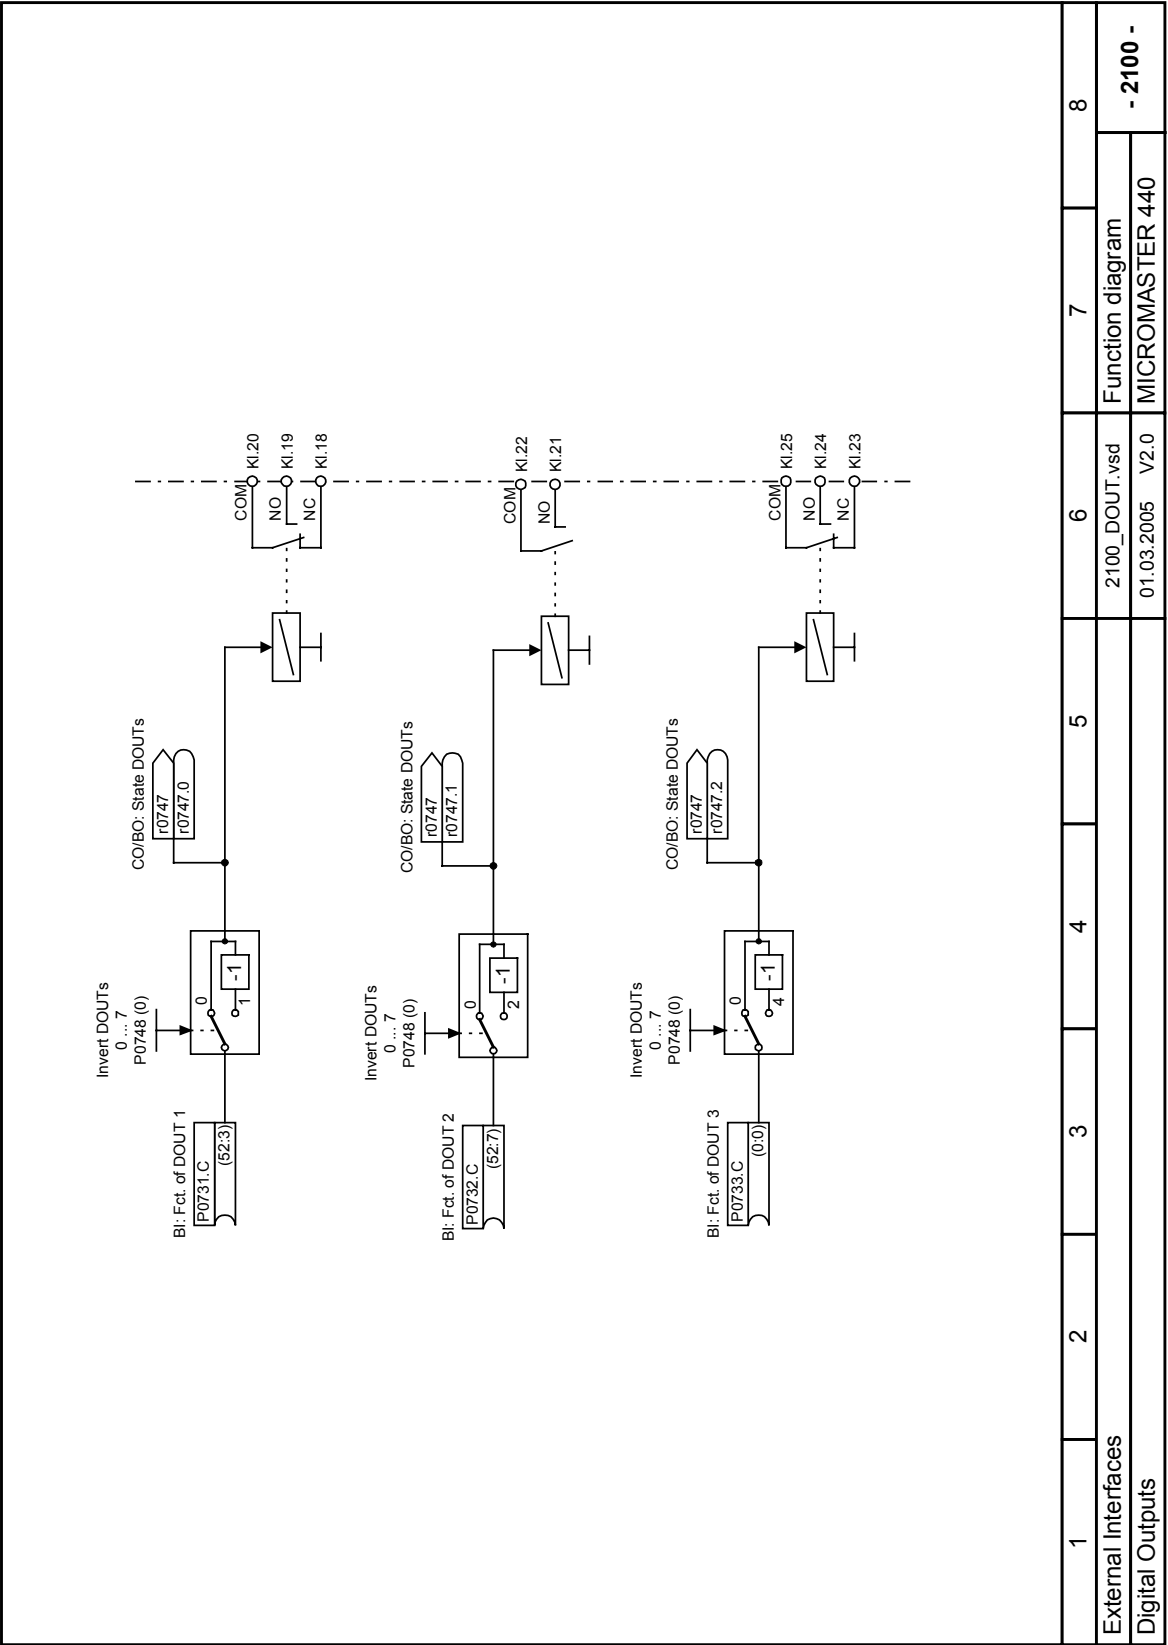 BI: Fct. of DOUT 1
P0731.C
(52:3)
Invert DOUTs
0 ... 7
P0748 (0)
0
1
-1
CO/BO: State DOUTs
r0747
r0747.0
COM
Kl.20
NO
Kl.19
NC
Kl.18
BI: Fct. of DOUT 2
P0732.C
(52:7)
Invert DOUTs
0 ... 7
P0748 (0)
0
2
-1
CO/BO: State DOUTs
r0747
r0747.1
COM
Kl.22
NO
Kl.21
BI: Fct. of DOUT 3
P0733.C
(0:0)
Invert DOUTs
0 ... 7
P0748 (0)
0
4
-1
CO/BO: State DOUTs
r0747
r0747.2
COM
Kl.25
NO
Kl.24
NC
Kl.23
1 2 3 4 5 6 7 8
External Interfaces
2100_DOUT.vsd
Function diagram
- 2100 -
Digital Outputs
01.03.2005 V2.0
MICROMASTER 440